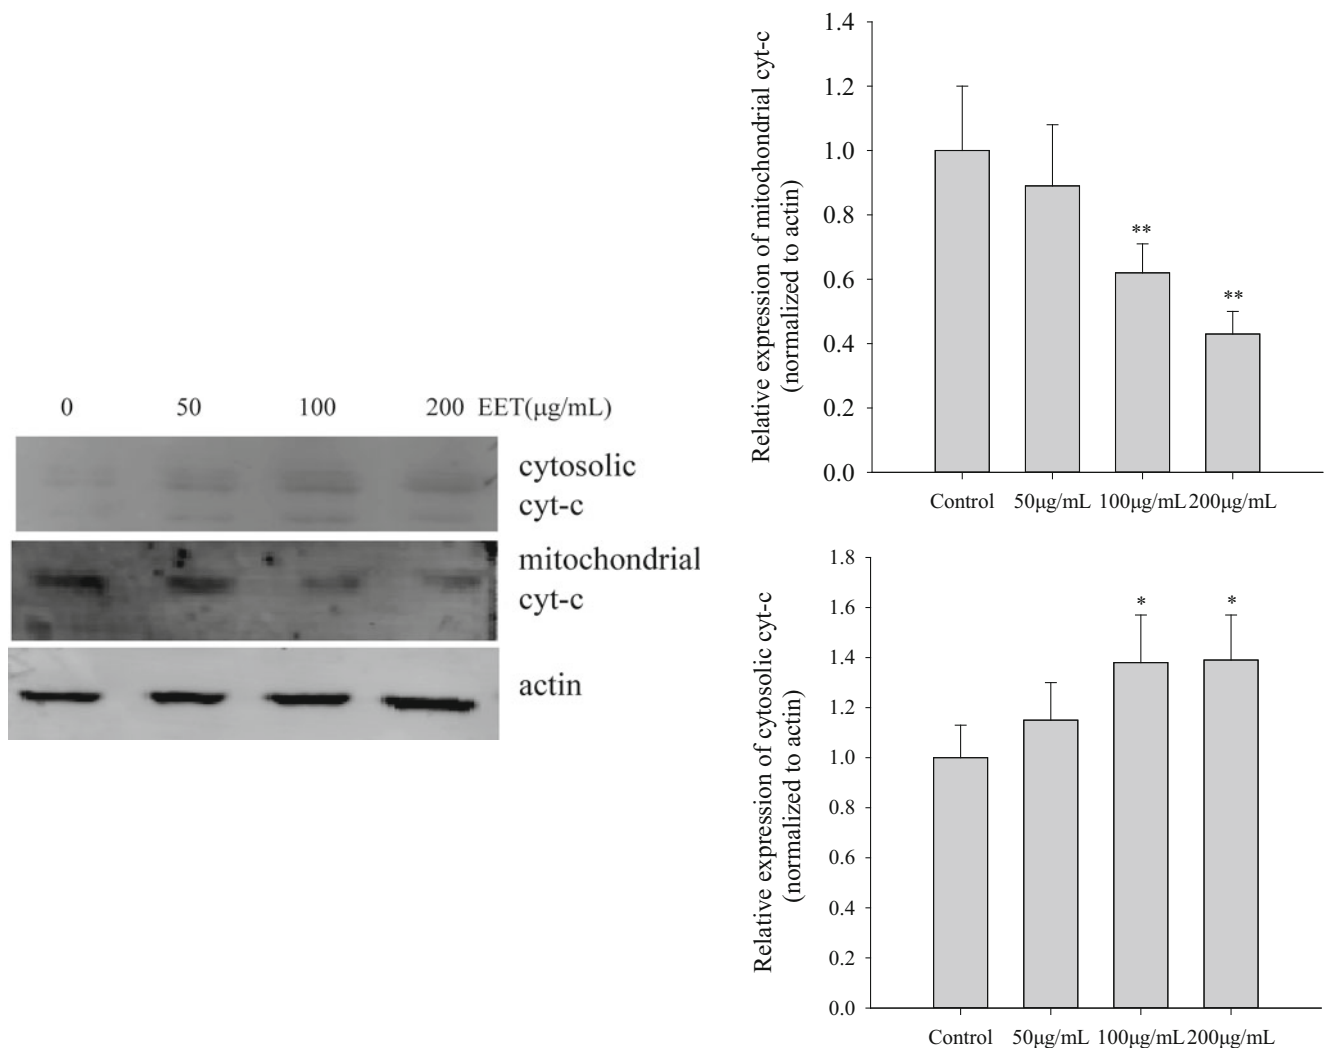 0 50 100 200 EET(μg/mL)
cytosolic
cyt-c
mitochondrial
cyt-c
actin
Relative expression of mitochondrial cyt-c
(normalized to actin)
1.4
1.2
1.0
0.8
0.6
0.4
0.2
0.0
**
**
Control 50μg/mL 100μg/mL 200μg/mL
Relative expression of cytosolic cyt-c
(normalized to actin)
1.8
1.6
1.4
1.2
1.0
0.8
0.6
0.4
0.2
0.0
*
*
Control 50μg/mL 100μg/mL 200μg/mL